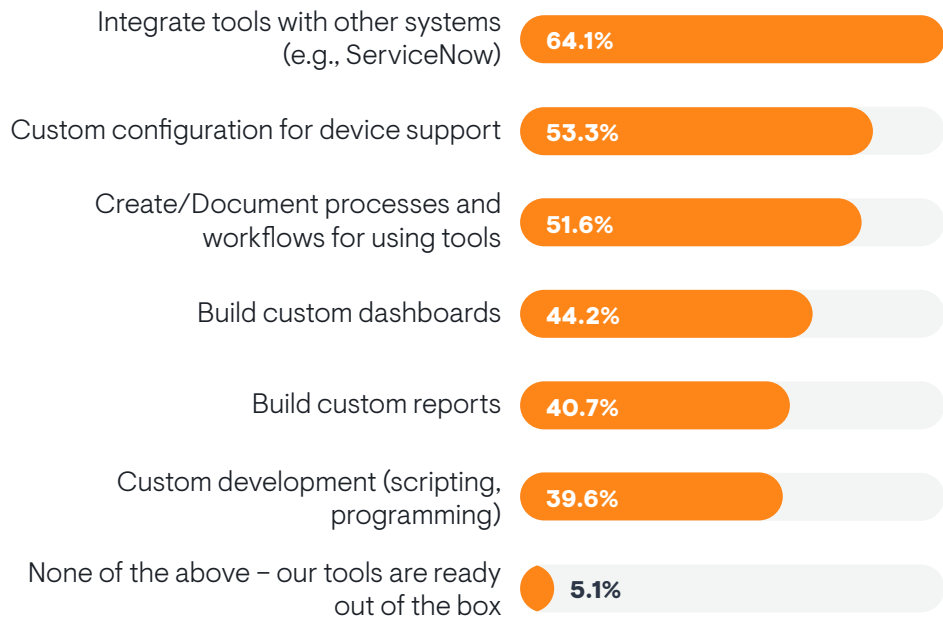 Integrate tools with other systems
(e.g., ServiceNow)
64.1%
Custom configuration for device support
53.3%
Create/Document processes and
workflows for using tools
51.6%
Build custom dashboards
44.2%
Build custom reports
40.7%
Custom development (scripting,
programming)
39.6%
None of the above – our tools are ready
out of the box
5.1%